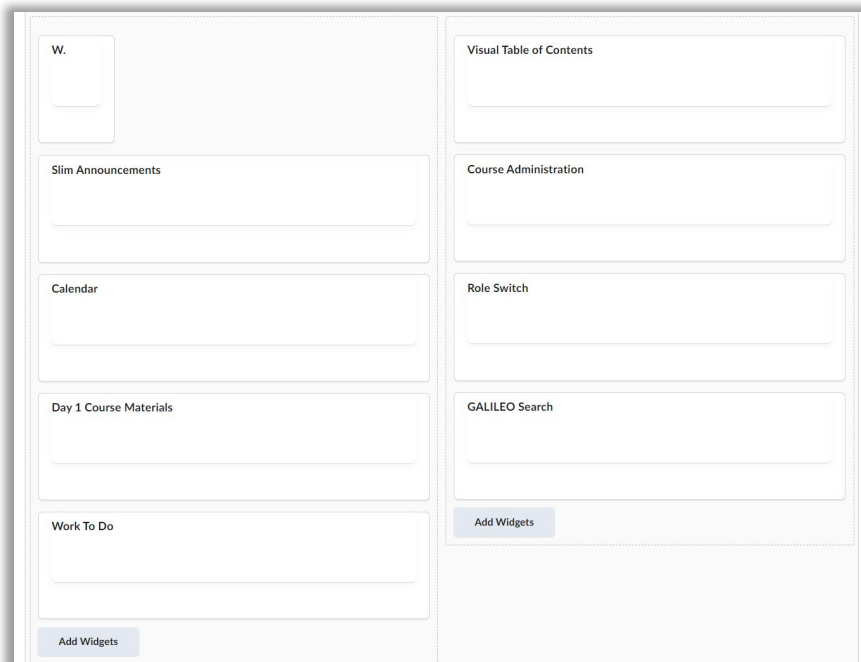 W.
Slim Announcements
Calendar
Day 1 Course Materials
Work To Do
Add Widgets
Visual Table of Contents
Course Administration
Role Switch
GALILEO Search
Add Widgets